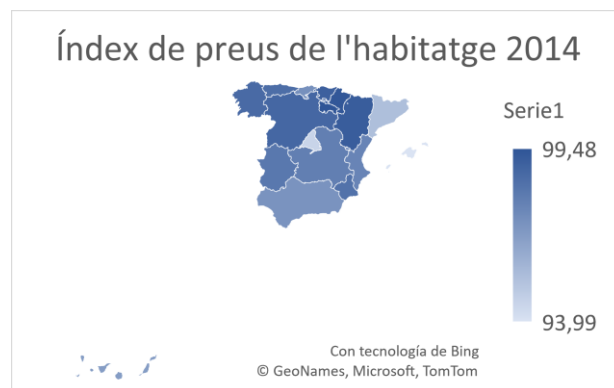 Índex de preus de l'habitatge 2014
Serie1
99,48
93,99
Con tecnología de Bing
© GeoNames, Microsoft, TomTom